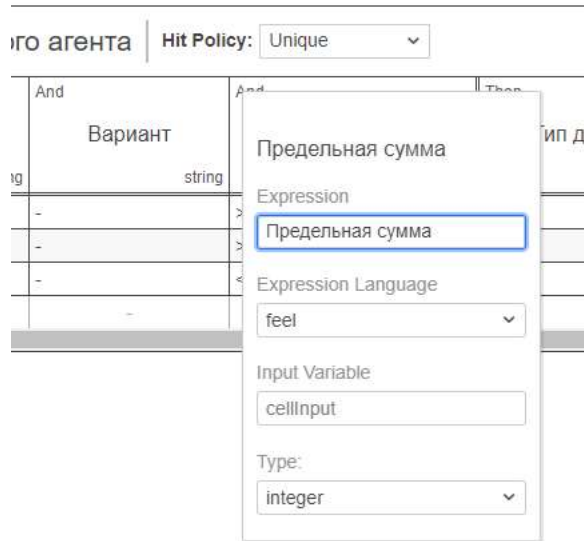 ого агента Hit Policy: Unique
And And Then
Вариант
string
Предельная сумма
Expression
Предельная сумма
Expression Language
feel
Input Variable
cellInput
Type:
integer
-
-
-
-